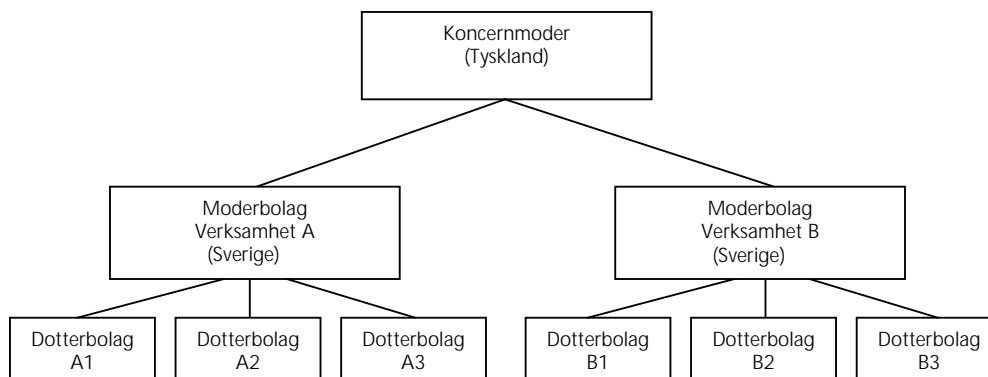 Koncernmoder
(Tyskland)
Moderbolag
Verksamhet A
(Sverige)
Moderbolag
Verksamhet B
(Sverige)
Dotterbolag
A1
Dotterbolag
A2
Dotterbolag
A3
Dotterbolag
B1
Dotterbolag
B2
Dotterbolag
B3